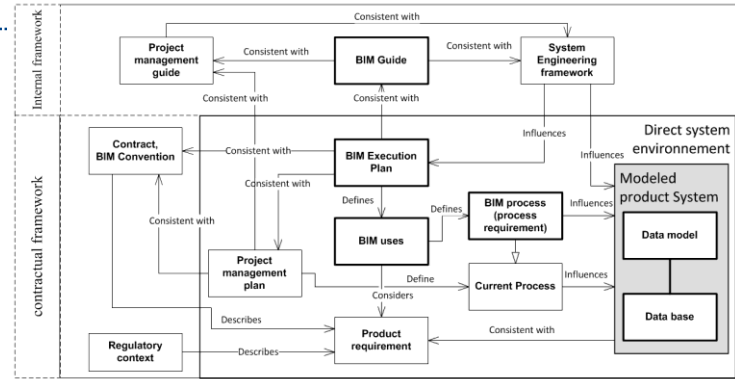 Consistent with
Internal framework
Project
management
guide
Consistent with
BIM Guide
Consistent with
System
Engineering
framework
Consistent with
Consistent with
contractual framework
Contract,
BIM Convention
Consistent with
BIM Execution
Plan
Influences
Influences
Direct system
environnement
Consistent with
Defines
Modeled
product System
Consistent with
BIM uses
Defines
BIM process
(process
requirement)
Influences
Data model
Project
management
plan
Define
Current Process
Influences
Considers
Data base
Describes
Regulatory
context
Describes
Product
requirement
Consistent with